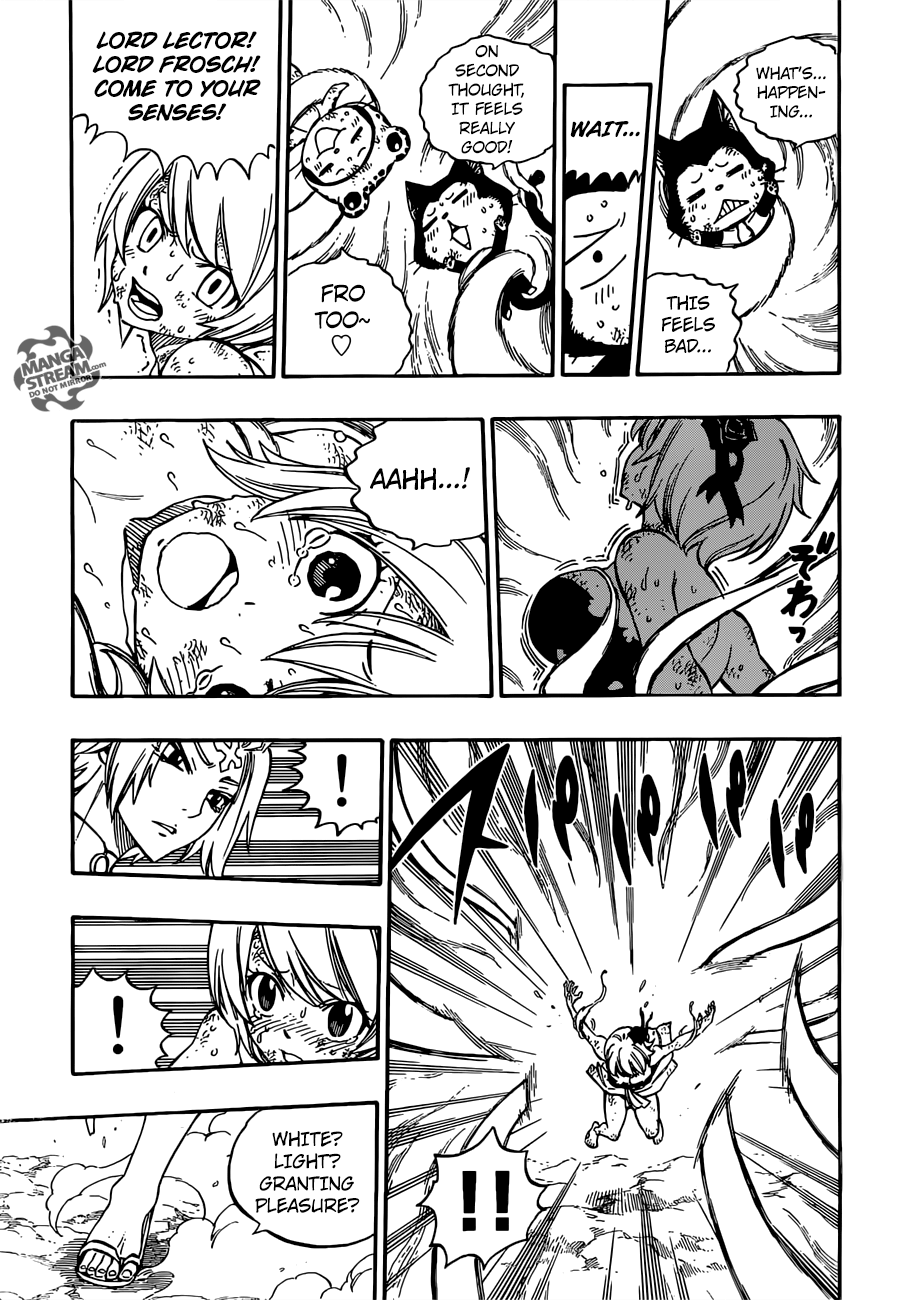 WHAT'S...
HAPPEN-
ING...
THIS
FEELS
BAD...
WAIT...
ON
SECOND
THOUGHT,
IT FEELS
REALLY
GOOD!
FRO
TOO~
♡
LORD LECTOR!
LORD FROSCH!
COME TO YOUR
SENSES!
MANGA
STREAM.com
DO NOT MIRROR
ぞわっ
AAHH...!
!
!!
!
WHITE?
LIGHT?
GRANTING
PLEASURE?